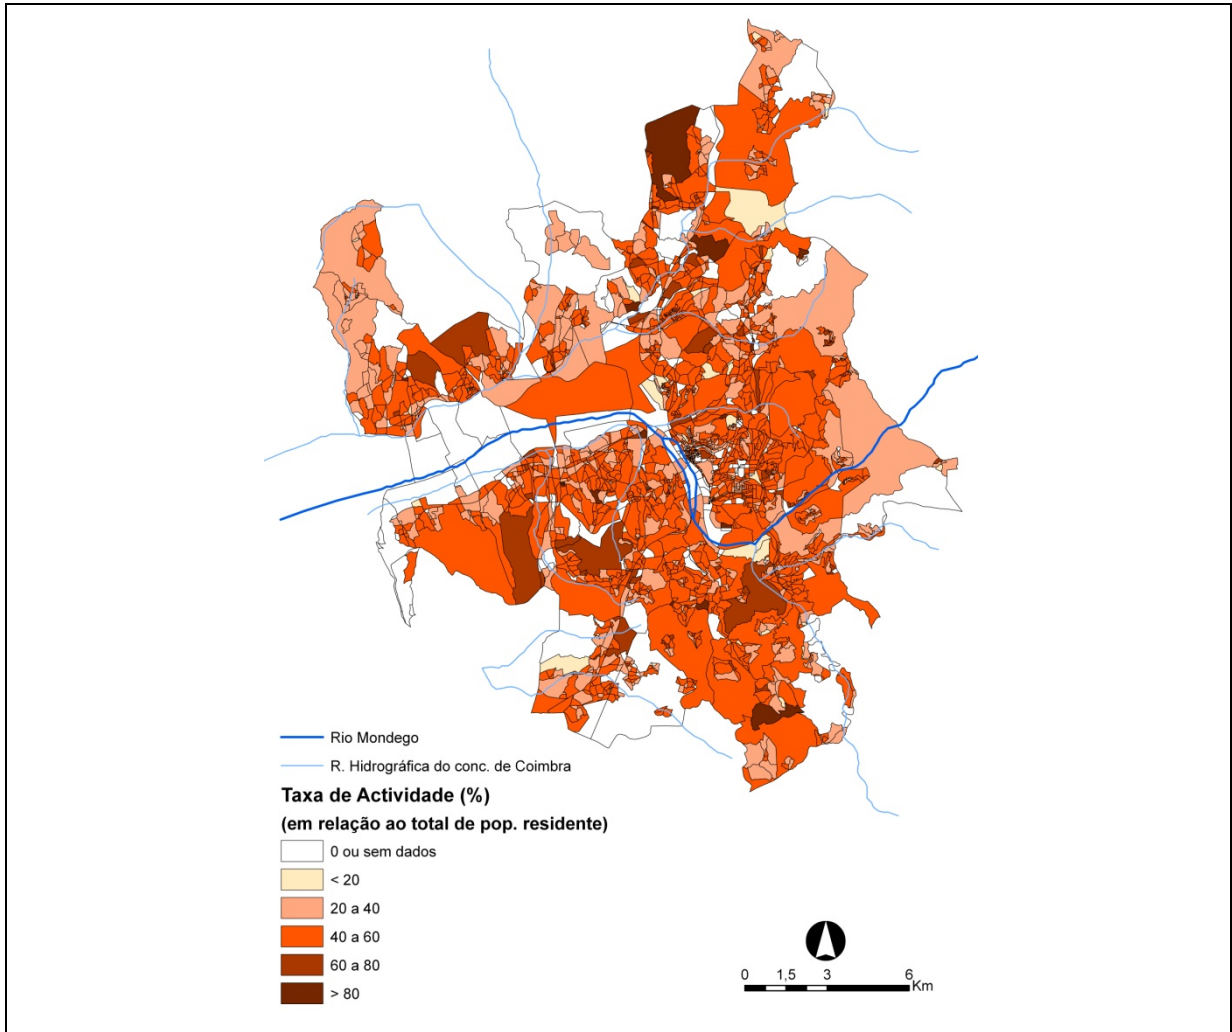 Rio Mondego
R. Hidrográfica do conc. de Coimbra
Taxa de Actividade (%)
(em relação ao total de pop. residente)
0 ou sem dados
< 20
20 a 40
40 a 60
60 a 80
> 80
0 1,5 3 6
Km